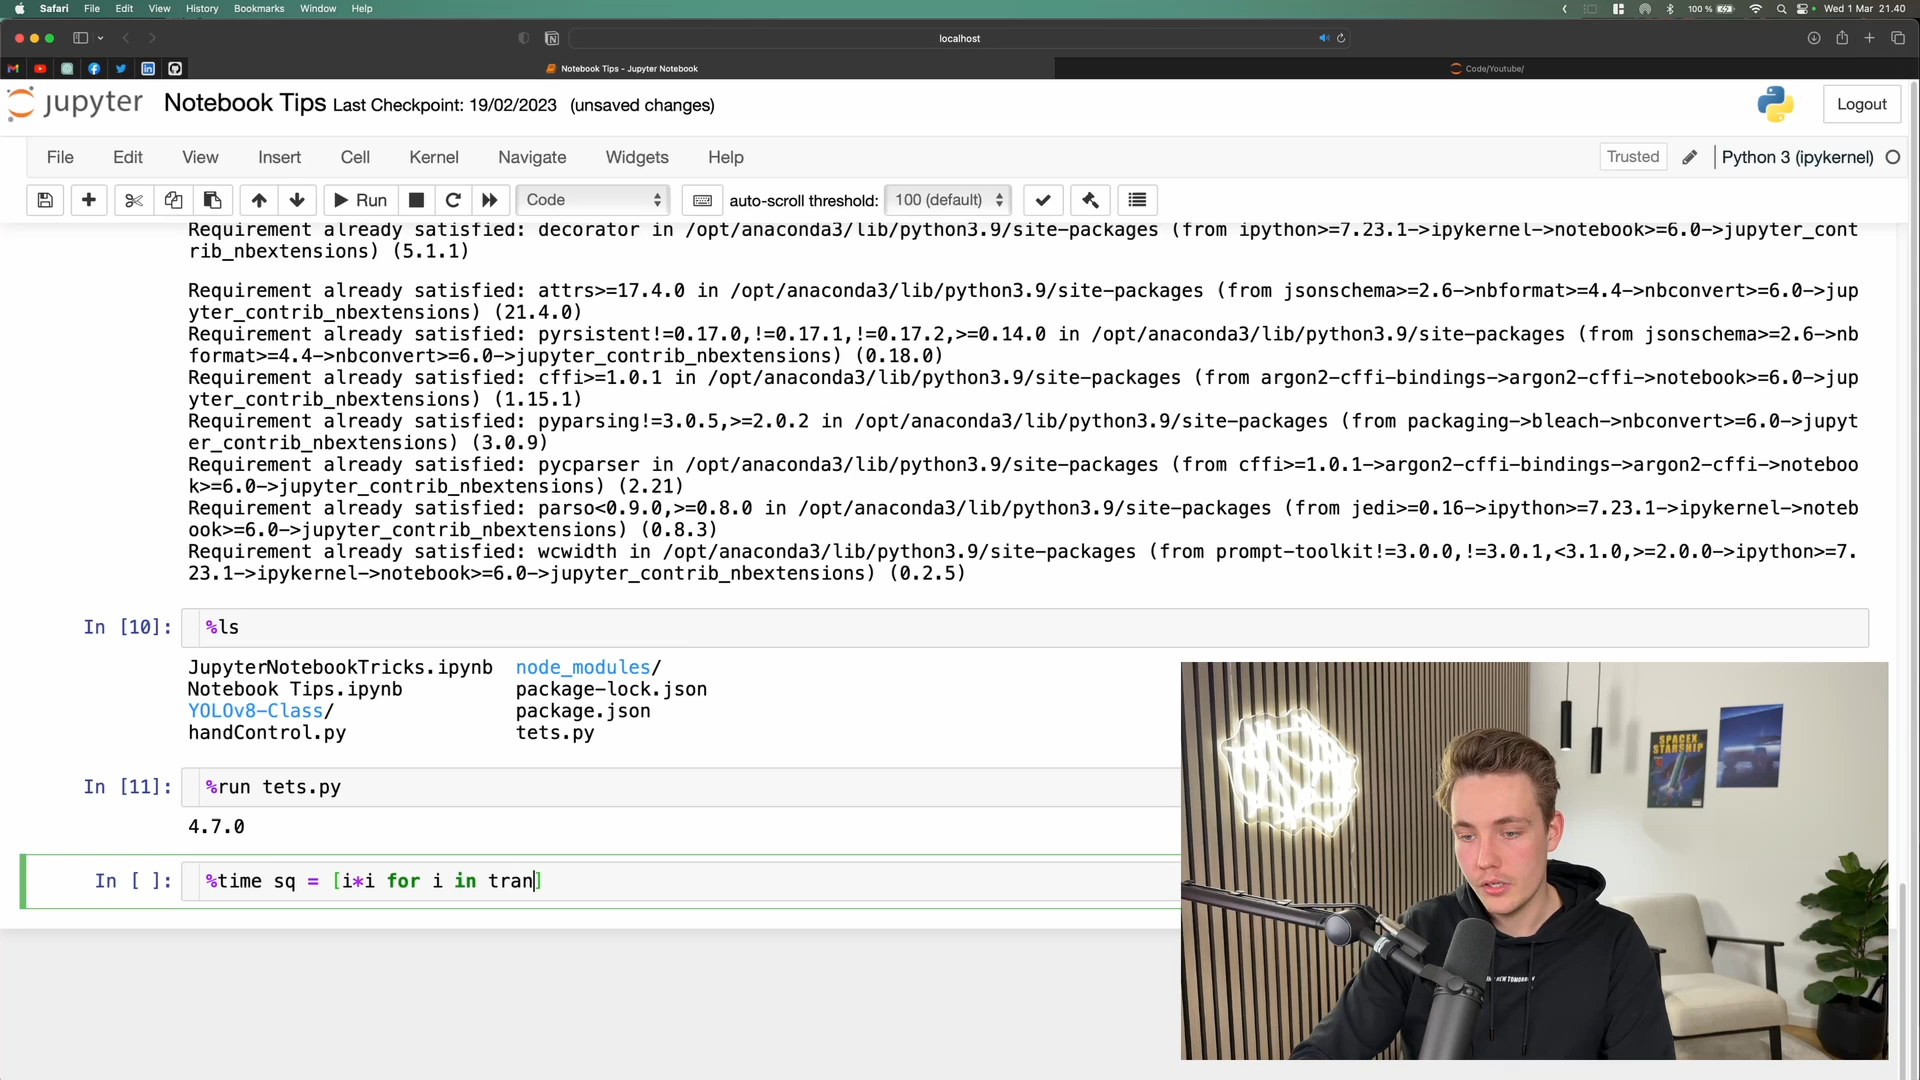 Safari File Edit View History Bookmarks Window Help
100 % Wed 1 Mar 21.40
localhost
Notebook Tips - Jupyter Notebook
Code/Youtube/
jupyter Notebook Tips Last Checkpoint: 19/02/2023 (unsaved changes)
Logout
File Edit View Insert Cell Kernel Navigate Widgets Help
Trusted
Python 3 (ipykernel)
Run Code auto-scroll threshold: 100 (default)
Requirement already satisfied: decorator in /opt/anaconda3/lib/python3.9/site-packages (from ipython>=7.23.1->ipykernel->notebook>=6.0->jupyter_cont
rib_nbextensions) (5.1.1)
Requirement already satisfied: attrs>=17.4.0 in /opt/anaconda3/lib/python3.9/site-packages (from jsonschema>=2.6->nbformat>=4.4->nbconvert>=6.0->jup
yter_contrib_nbextensions) (21.4.0)
Requirement already satisfied: pyrsistent!=0.17.0,!=0.17.1,!=0.17.2,>=0.14.0 in /opt/anaconda3/lib/python3.9/site-packages (from jsonschema>=2.6->nb
format>=4.4->nbconvert>=6.0->jupyter_contrib_nbextensions) (0.18.0)
Requirement already satisfied: cffi>=1.0.1 in /opt/anaconda3/lib/python3.9/site-packages (from argon2-cffi-bindings->argon2-cffi->notebook>=6.0->jup
yter_contrib_nbextensions) (1.15.1)
Requirement already satisfied: pyparsing!=3.0.5,>=2.0.2 in /opt/anaconda3/lib/python3.9/site-packages (from packaging->bleach->nbconvert>=6.0->jupyt
er_contrib_nbextensions) (3.0.9)
Requirement already satisfied: pycparser in /opt/anaconda3/lib/python3.9/site-packages (from cffi>=1.0.1->argon2-cffi-bindings->argon2-cffi->noteboo
k>=6.0->jupyter_contrib_nbextensions) (2.21)
Requirement already satisfied: parso<0.9.0,>=0.8.0 in /opt/anaconda3/lib/python3.9/site-packages (from jedi>=0.16->ipython>=7.23.1->ipykernel->noteb
ook>=6.0->jupyter_contrib_nbextensions) (0.8.3)
Requirement already satisfied: wcwidth in /opt/anaconda3/lib/python3.9/site-packages (from prompt-toolkit!=3.0.0,!=3.0.1,<3.1.0,>=2.0.0->ipython>=7.
23.1->ipykernel->notebook>=6.0->jupyter_contrib_nbextensions) (0.2.5)
In [10]: %ls
JupyterNotebookTricks.ipynb node_modules/
Notebook Tips.ipynb package-lock.json
YOLOv8-Class/ package.json
handControl.py tets.py
In [11]: %run tets.py
4.7.0
In [ ]: %time sq = [i*i for i in tran]
SPACEX
STARSHIP
NEW TOMORROW